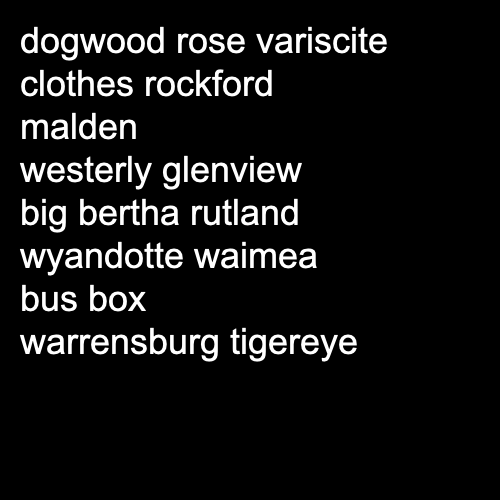 dogwood rose variscite
clothes rockford
malden
westerly glenview
big bertha rutland
wyandotte waimea
bus box
warrensburg tigereye